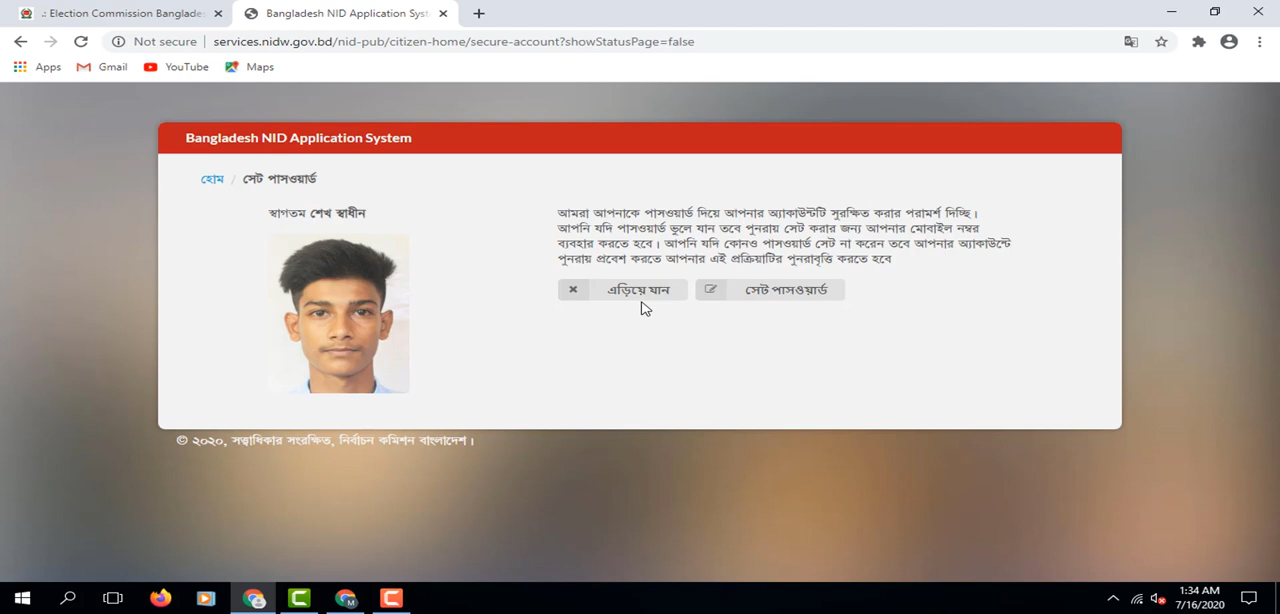 .: Election Commission Banglades
Bangladesh NID Application Syst
Not secure
services.nidw.gov.bd/nid-pub/citizen-home/secure-account?showStatusPage=false
Apps Gmail YouTube Maps
Bangladesh NID Application System
হোম / সেট পাসওয়ার্ড
স্বাগতম শেখ স্বাধীন
আমরা আপনাকে পাসওয়ার্ড দিয়ে আপনার অ্যাকাউন্টটি সুরক্ষিত করার পরামর্শ দিচ্ছি।
আপনি যদি পাসওয়ার্ড ভুলে যান তবে পুনরায় সেট করার জন্য আপনার মোবাইল নম্বর
ব্যবহার করতে হবে। আপনি যদি কোনও পাসওয়ার্ড সেট না করেন তবে আপনার অ্যাকাউন্টে
পুনরায় প্রবেশ করতে আপনার এই প্রক্রিয়াটির পুনরাবৃত্তি করতে হবে
এড়িয়ে যান সেট পাসওয়ার্ড
© ২০২০, সত্ত্বাধিকার সংরক্ষিত, নির্বাচন কমিশন বাংলাদেশ।
1:34 AM
7/16/2020